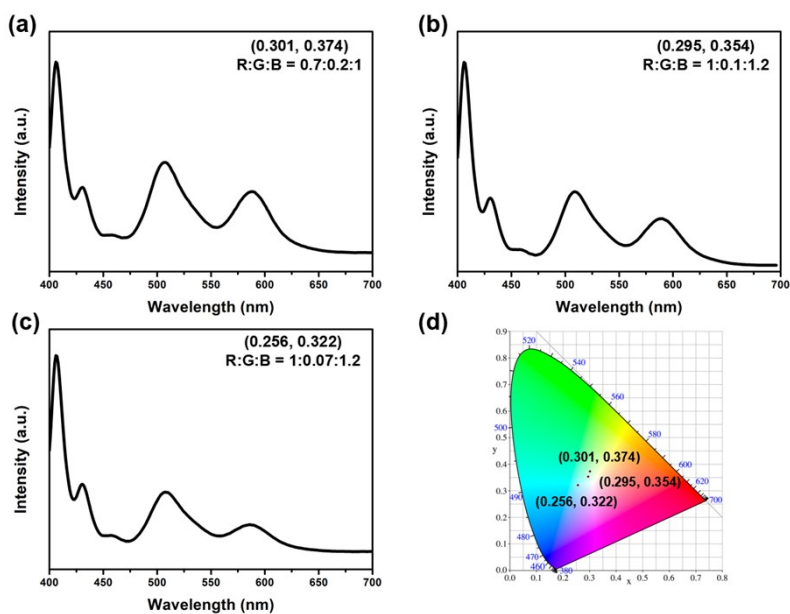 (a)
(0.301, 0.374)
R:G:B = 0.7:0.2:1
Intensity (a.u.)
400 450 500 550 600 650 700
Wavelength (nm)
(b)
(0.295, 0.354)
R:G:B = 1:0.1:1.2
Intensity (a.u.)
400 450 500 550 600 650 700
Wavelength (nm)
(c)
(0.256, 0.322)
R:G:B = 1:0.07:1.2
Intensity (a.u.)
400 450 500 550 600 650 700
Wavelength (nm)
(d)
0.9
0.8
0.7
0.6
0.5
0.4
0.3
0.2
0.1
0.0
y
520
540
560
500
580
(0.301, 0.374)
600
(0.295, 0.354)
620
490
(0.256, 0.322)
700
480
470
460
380
0.0 0.1 0.2 0.3 0.4 0.5 0.6 0.7 0.8
x